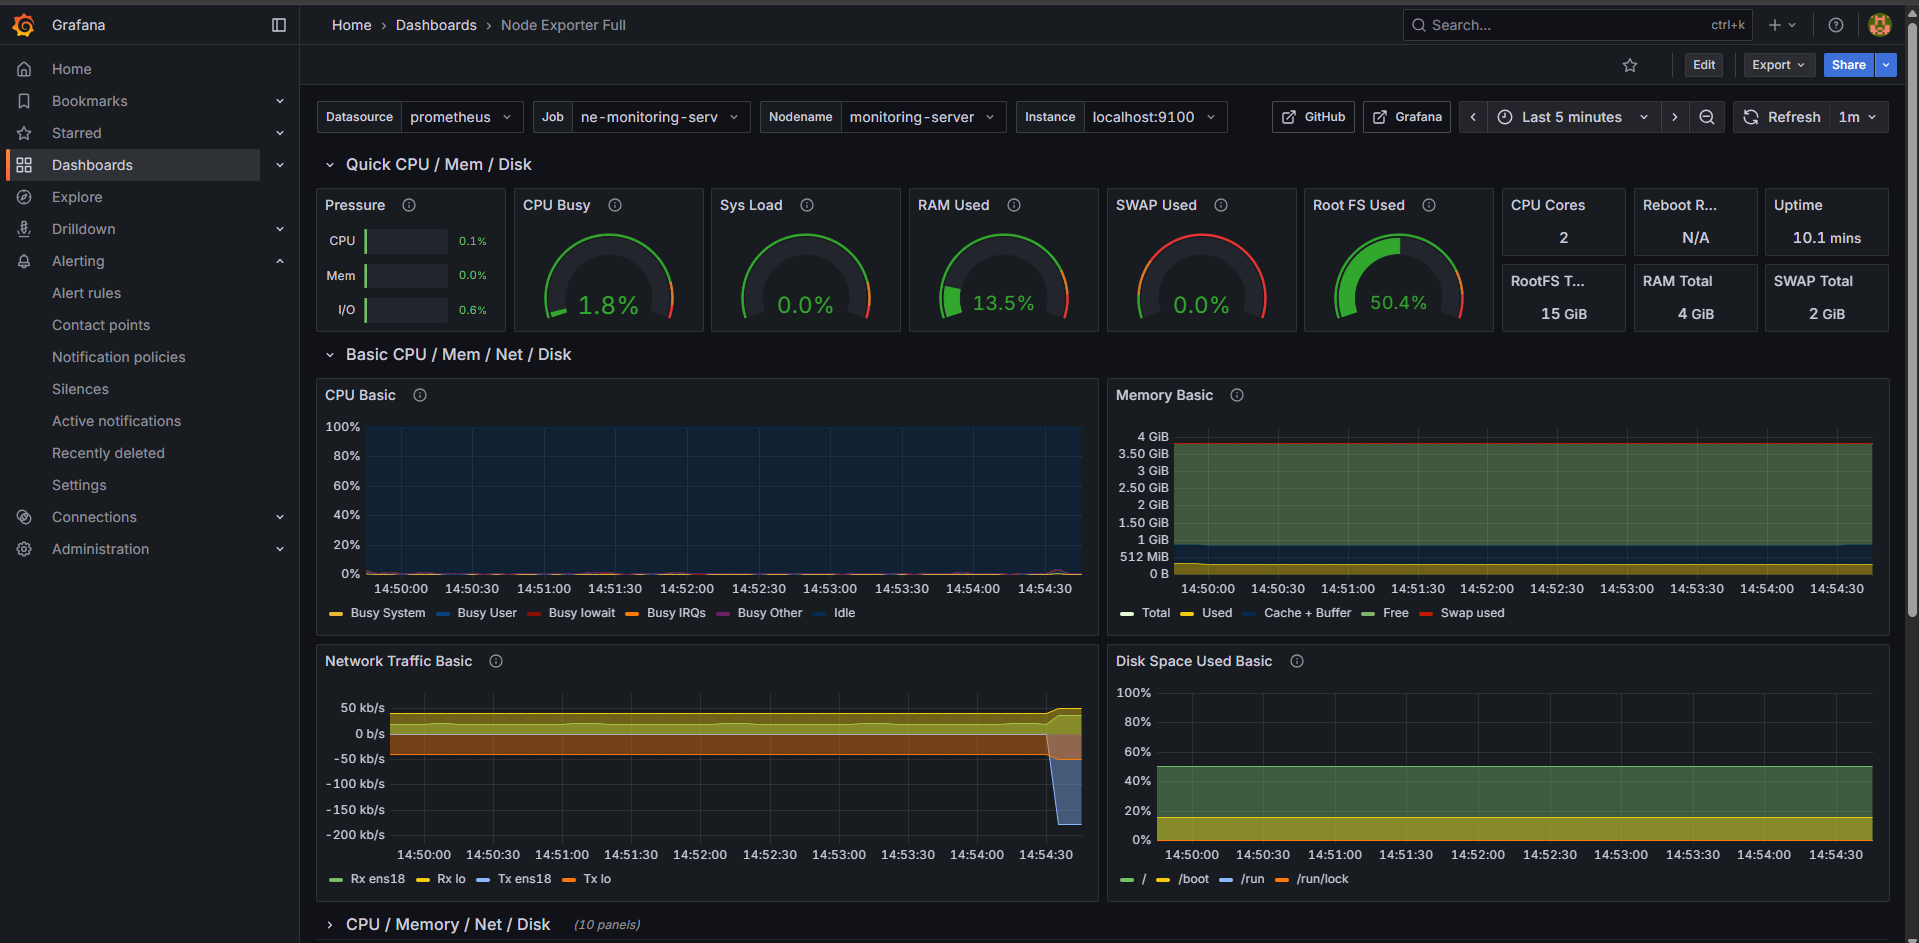 Grafana
Home › Dashboards › Node Exporter Full
Search... ctrl+k
Home
Bookmarks
Starred
Dashboards
Explore
Drilldown
Alerting
Alert rules
Contact points
Notification policies
Silences
Active notifications
Recently deleted
Settings
Connections
Administration
Edit Export Share
Datasource prometheus Job ne-monitoring-serv Nodename monitoring-server Instance localhost:9100 GitHub Grafana Last 5 minutes Refresh 1m
Quick CPU / Mem / Disk
Pressure
CPU 0.1%
Mem 0.0%
I/O 0.6%
CPU Busy
1.8%
Sys Load
0.0%
RAM Used
13.5%
SWAP Used
0.0%
Root FS Used
50.4%
CPU Cores
2
Reboot R...
N/A
Uptime
10.1 mins
RootFS T...
15 GiB
RAM Total
4 GiB
SWAP Total
2 GiB
Basic CPU / Mem / Net / Disk
CPU Basic
100%
80%
60%
40%
20%
0%
14:50:00 14:50:30 14:51:00 14:51:30 14:52:00 14:52:30 14:53:00 14:53:30 14:54:00 14:54:30
Busy System Busy User Busy Iowait Busy IRQs Busy Other Idle
Memory Basic
4 GiB
3.50 GiB
3 GiB
2.50 GiB
2 GiB
1.50 GiB
1 GiB
512 MiB
0 B
14:50:00 14:50:30 14:51:00 14:51:30 14:52:00 14:52:30 14:53:00 14:53:30 14:54:00 14:54:30
Total Used Cache + Buffer Free Swap used
Network Traffic Basic
50 kb/s
0 b/s
-50 kb/s
-100 kb/s
-150 kb/s
-200 kb/s
14:50:00 14:50:30 14:51:00 14:51:30 14:52:00 14:52:30 14:53:00 14:53:30 14:54:00 14:54:30
Rx ens18 Rx lo Tx ens18 Tx lo
Disk Space Used Basic
100%
80%
60%
40%
20%
0%
14:50:00 14:50:30 14:51:00 14:51:30 14:52:00 14:52:30 14:53:00 14:53:30 14:54:00 14:54:30
/ /boot /run /run/lock
CPU / Memory / Net / Disk (10 panels)